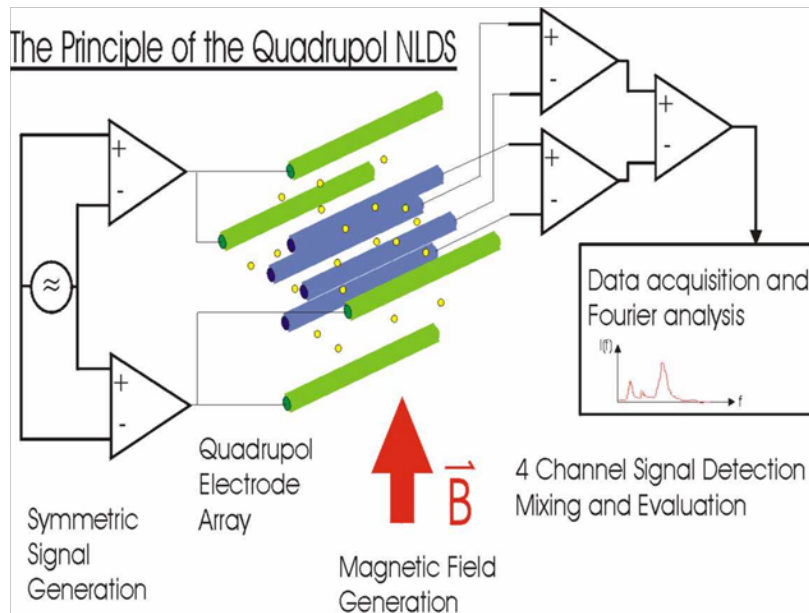 The Principle of the Quadrupol NLDS
+
-
+
-
+
-
≈
+
-
+
-
Data acquisition and
Fourier analysis
I(f)
f
Quadrupol
Electrode
Array
B
4 Channel Signal Detection
Mixing and Evaluation
Symmetric
Signal
Generation
Magnetic Field
Generation